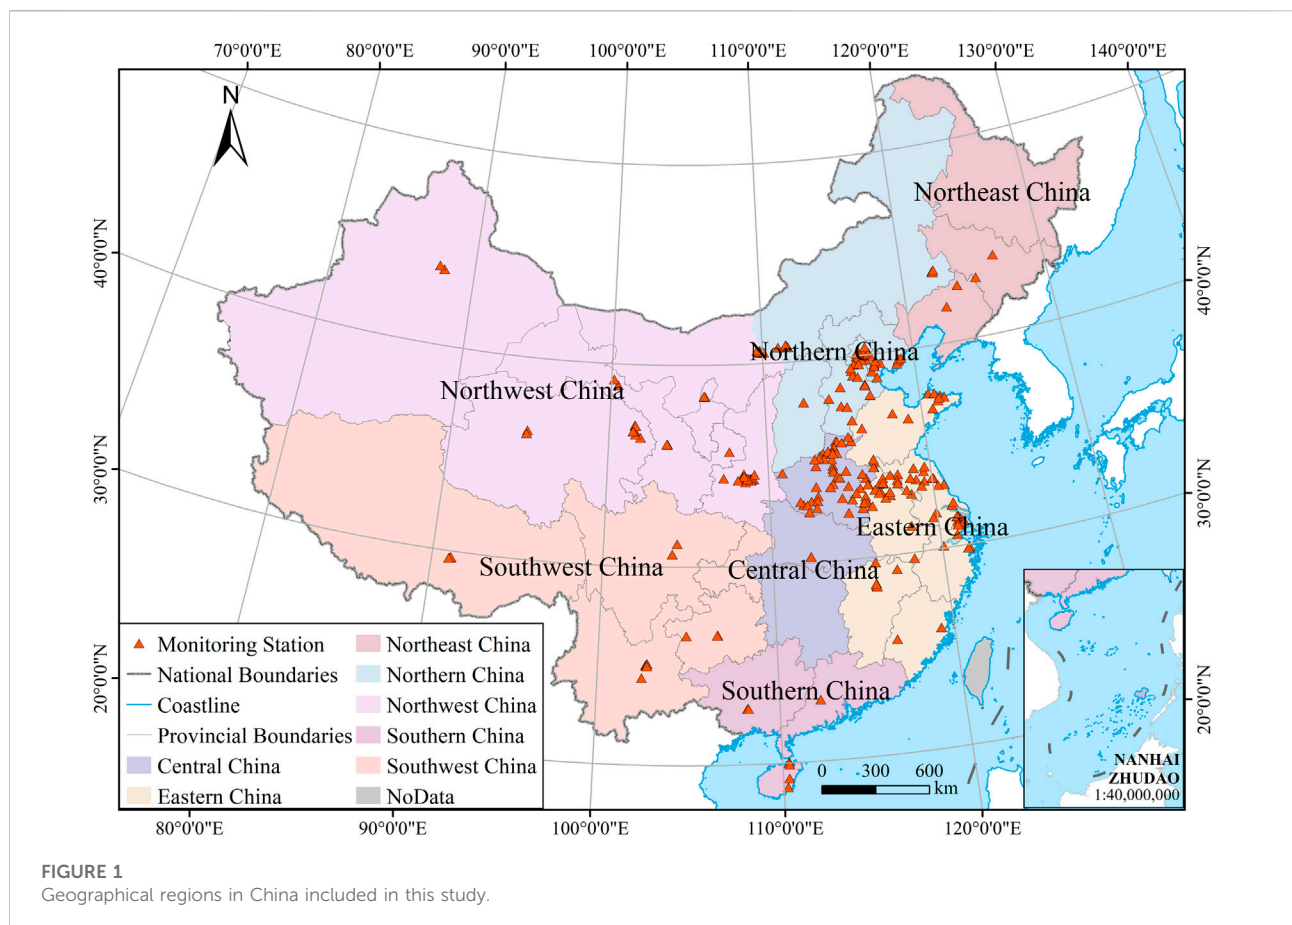 70°0'0"E 80°0'0"E 90°0'0"E 100°0'0"E 110°0'0"E 120°0'0"E 130°0'0"E 140°0'0"E
N
Northeast China
40°0'0"N
40°0'0"N
Northern China
Northwest China
30°0'0"N
30°0'0"N
Eastern China
Southwest China
Central China
Southern China
20°0'0"N
20°0'0"N
Monitoring Station
National Boundaries
Coastline
Provincial Boundaries
Central China
Eastern China
Northeast China
Northern China
Northwest China
Southern China
Southwest China
NoData
0 300 600
km
NANHAI
ZHUDAO
1:40,000,000
80°0'0"E 90°0'0"E 100°0'0"E 110°0'0"E 120°0'0"E
FIGURE 1
Geographical regions in China included in this study.